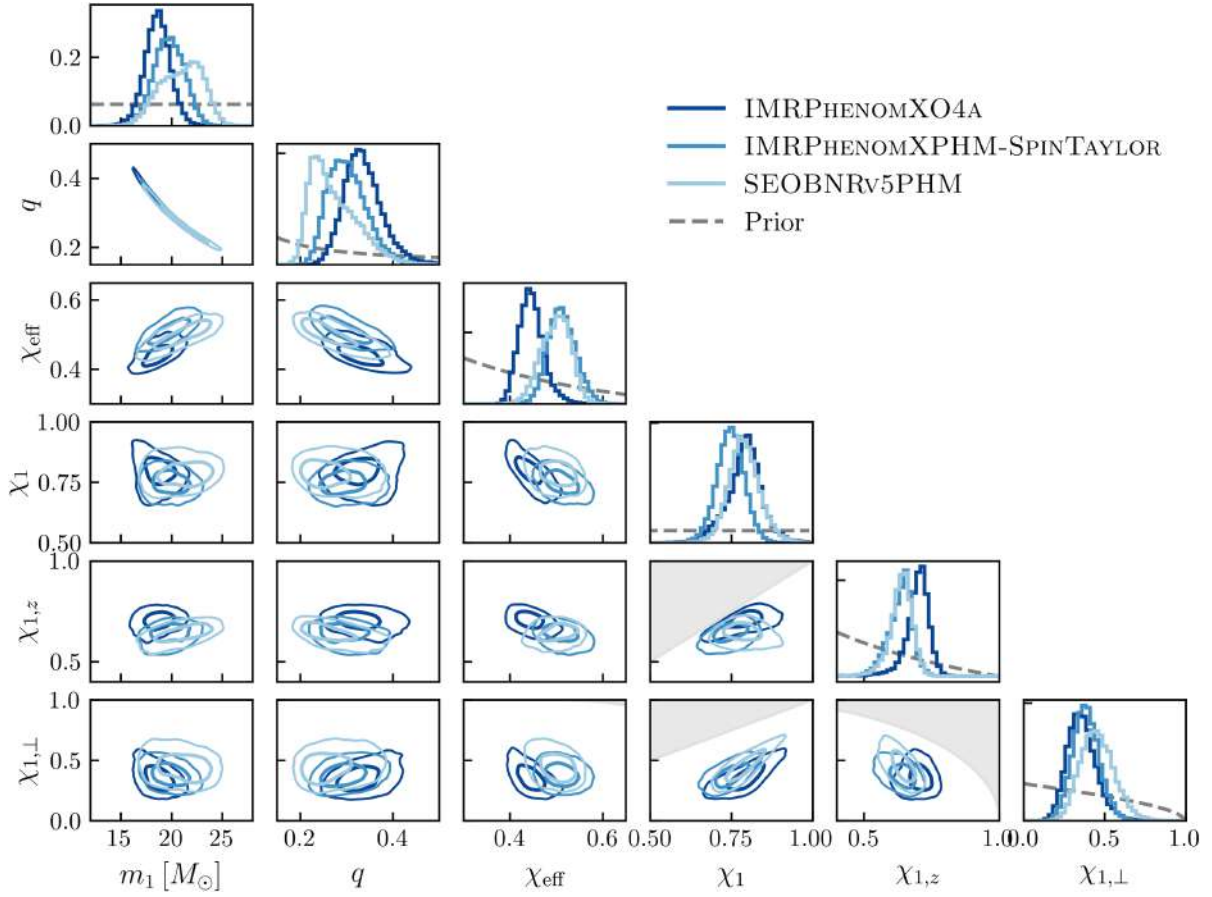 0.2
0.0
IMRPhenomXO4a
IMRPhenomXPHM-SpinTaylor
SEOBNRv5PHM
Prior
q
0.4
0.2
χeff
0.6
0.4
χ1
1.00
0.75
0.50
χ1,z
1.0
0.5
χ1,⊥
1.0
0.5
0.0
15 20 25 0.2 0.4 0.4 0.6 0.50 0.75 1.00 0.5 1.0 0.0 0.5 1.0
m1 [M⊙] q χeff χ1 χ1,z χ1,⊥